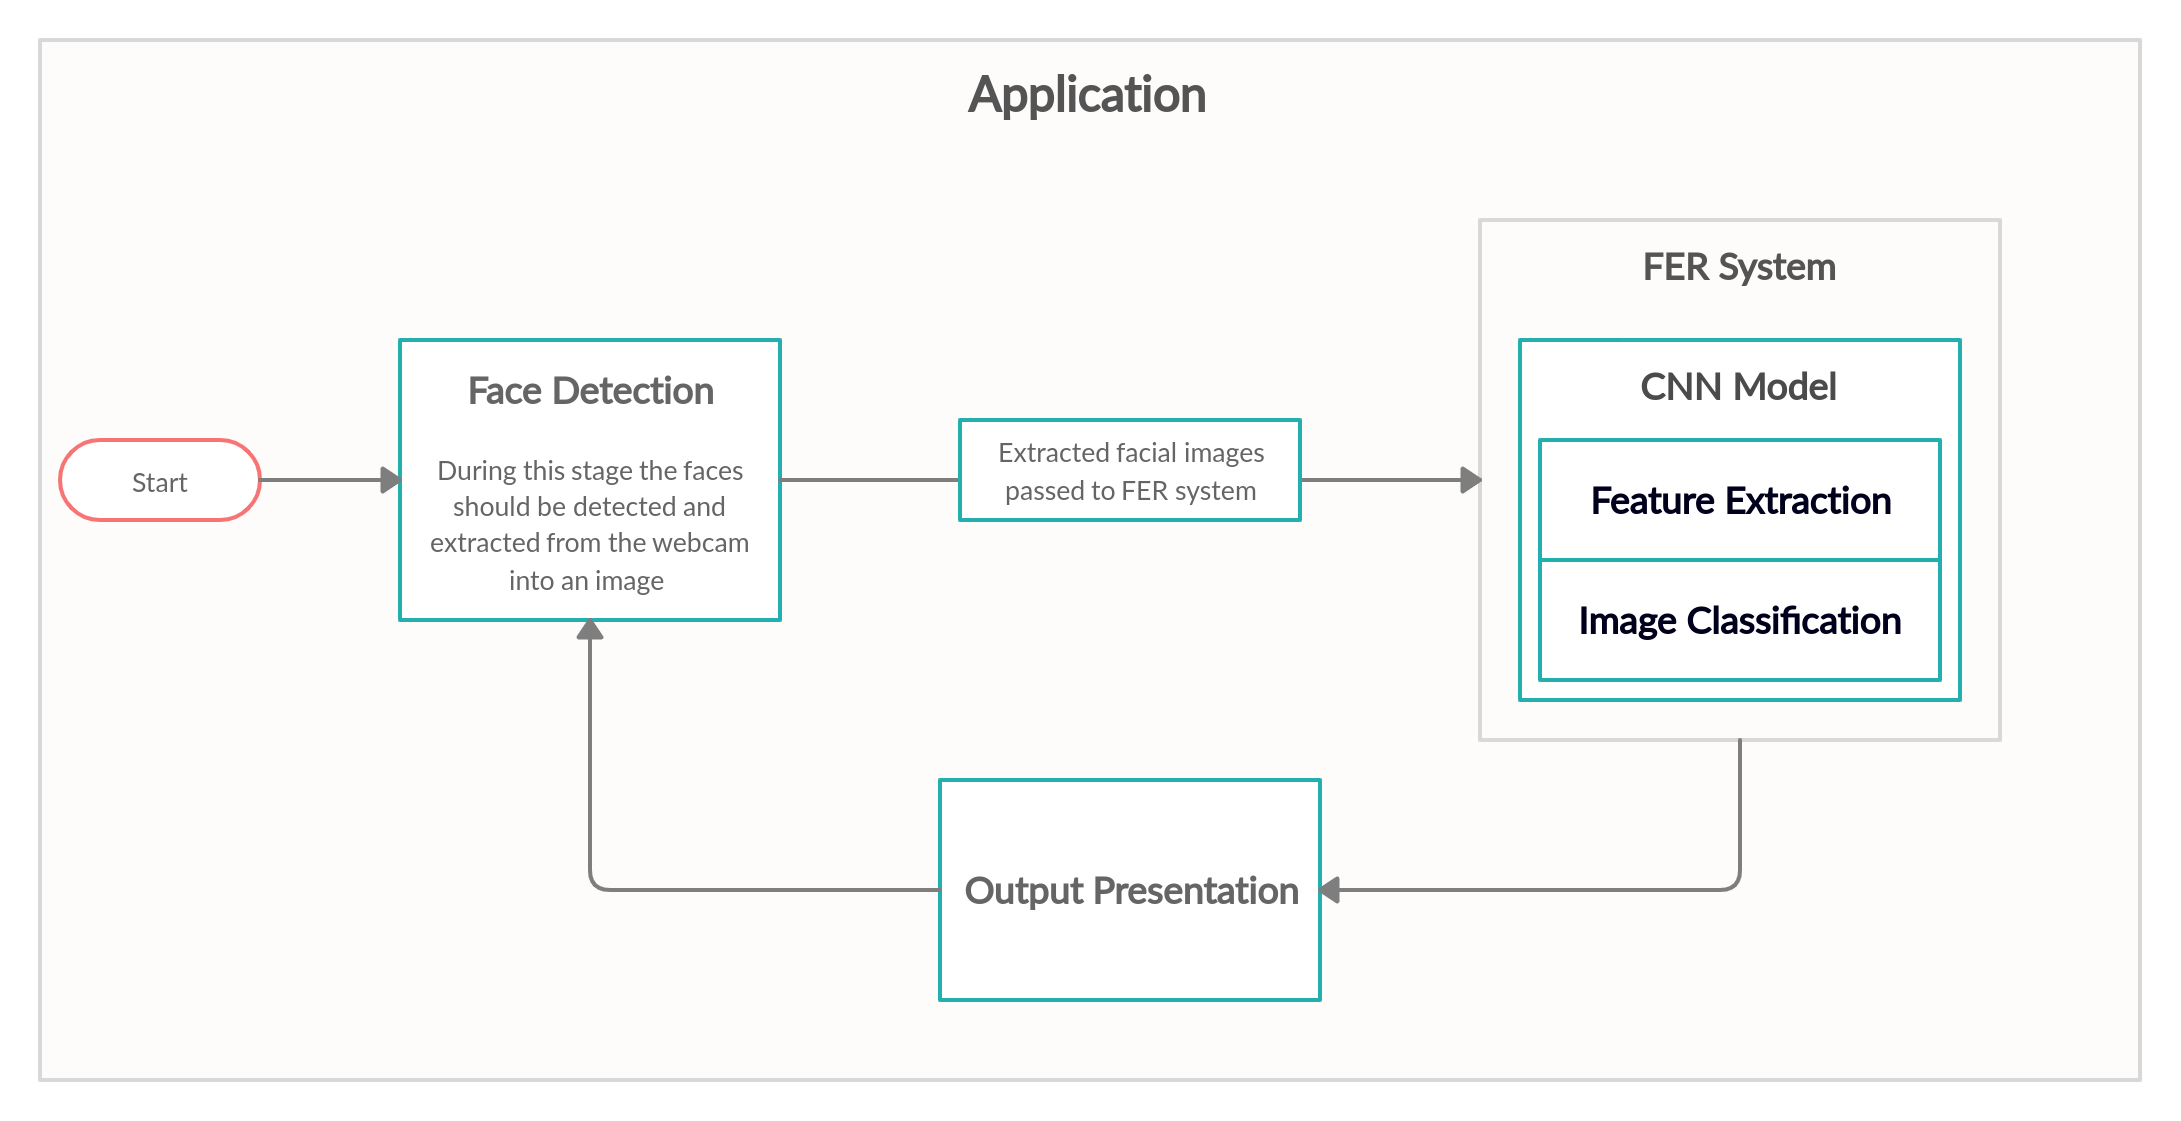 Application
Start
Face Detection
During this stage the faces
should be detected and
extracted from the webcam
into an image
Extracted facial images
passed to FER system
FER System
CNN Model
Feature Extraction
Image Classification
Output Presentation